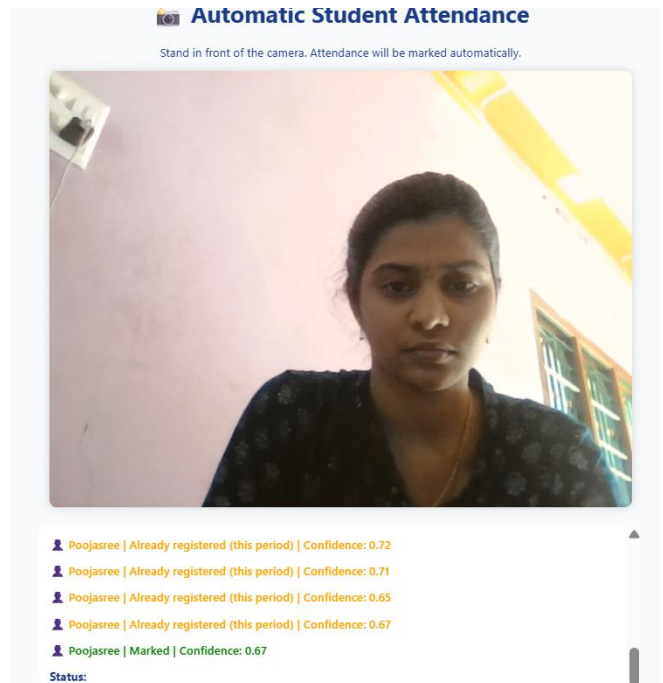 Automatic Student Attendance
Stand in front of the camera. Attendance will be marked automatically.
Poojasree | Already registered (this period) | Confidence: 0.72
Poojasree | Already registered (this period) | Confidence: 0.71
Poojasree | Already registered (this period) | Confidence: 0.65
Poojasree | Already registered (this period) | Confidence: 0.67
Poojasree | Marked | Confidence: 0.67
Status: